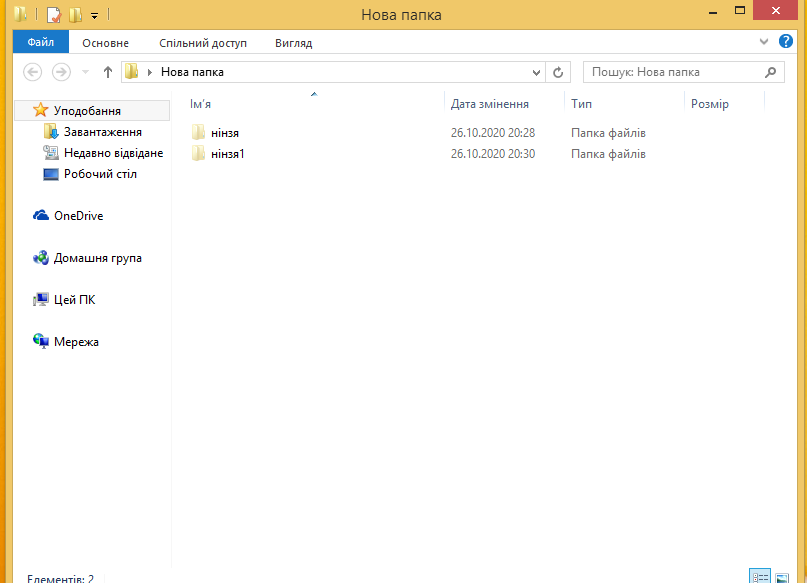 Нова папка
Файл Основне Спільний доступ Вигляд
Нова папка Пошук: Нова папка
Ім’я Дата змінення Тип Розмір
Уподобання
Завантаження
Недавно відвідане
Робочий стіл
OneDrive
Домашня група
Цей ПК
Мережа
нінзя 26.10.2020 20:28 Папка файлів
нінзя1 26.10.2020 20:30 Папка файлів
Елементів: 2